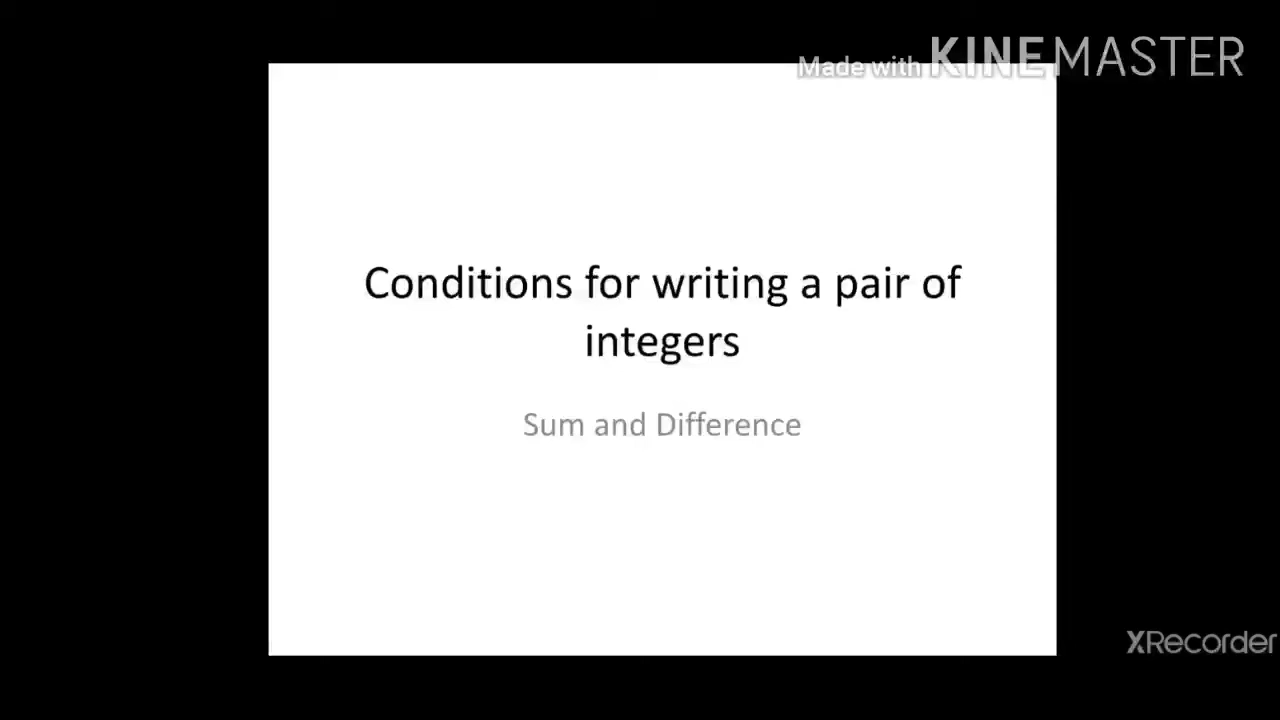 Made with KINEMASTER
Conditions for writing a pair of
integers
Sum and Difference
XRecorder